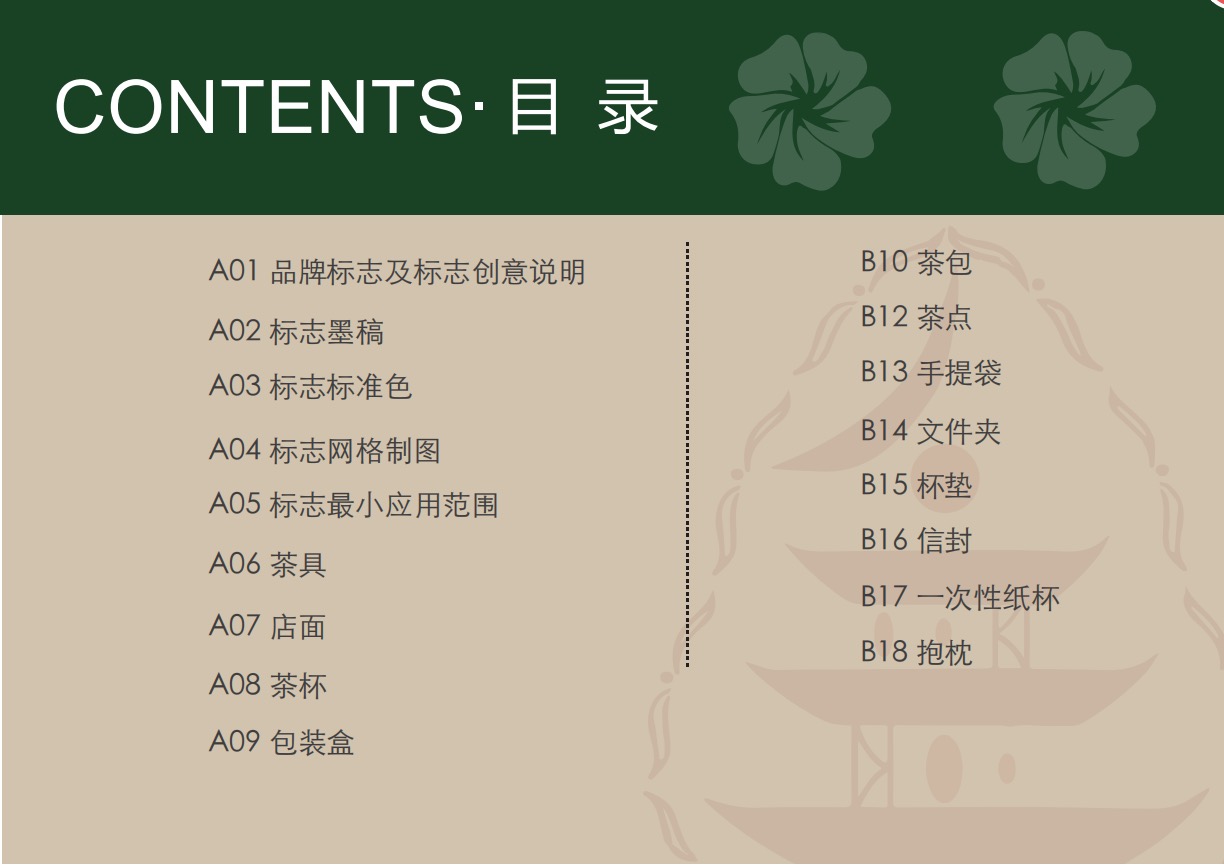 CONTENTS·目 录
A01 品牌标志及标志创意说明
A02 标志墨稿
A03 标志标准色
A04 标志网格制图
A05 标志最小应用范围
A06 茶具
A07 店面
A08 茶杯
A09 包装盒
B10 茶包
B12 茶点
B13 手提袋
B14 文件夹
B15 杯垫
B16 信封
B17 一次性纸杯
B18 抱枕